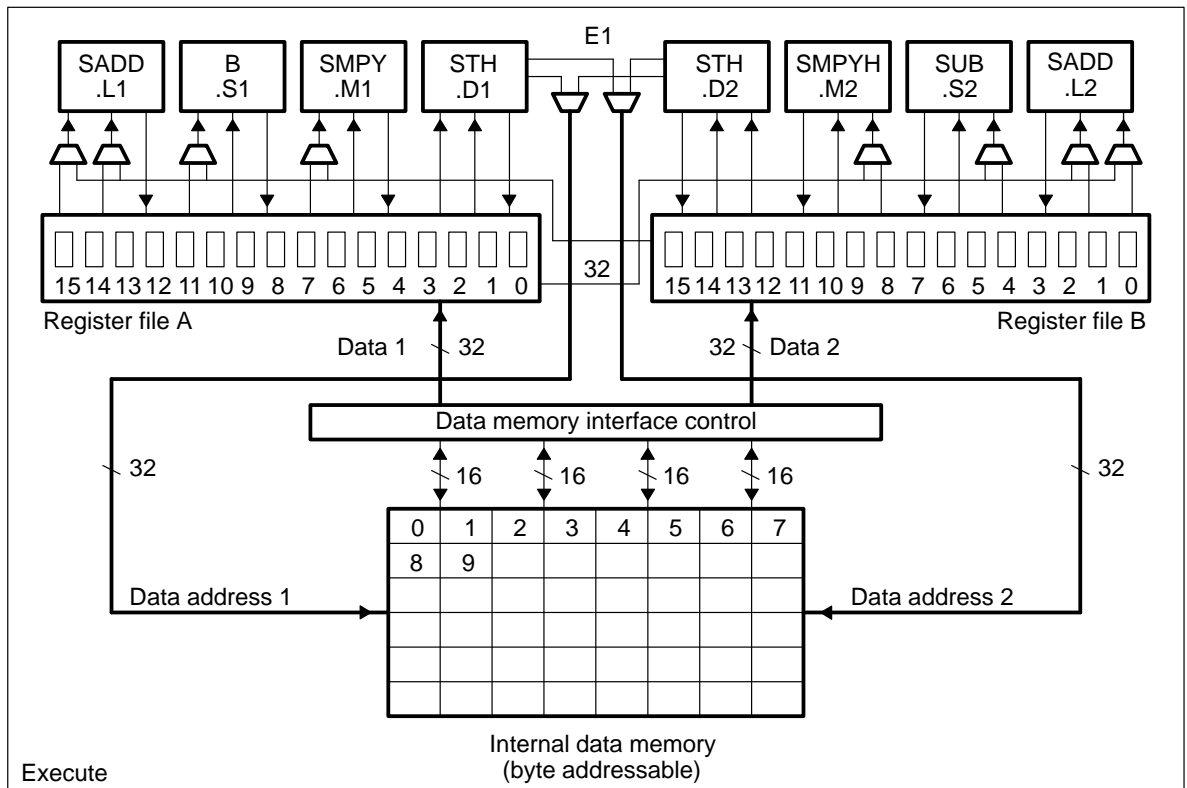 E1
SADD
.L1
B
.S1
SMPY
.M1
STH
.D1
STH
.D2
SMPYH
.M2
SUB
.S2
SADD
.L2
15 14 13 12 11 10 9 8 7 6 5 4 3 2 1 0
32
15 14 13 12 11 10 9 8 7 6 5 4 3 2 1 0
Register file A
Register file B
Data 1 32
32 Data 2
Data memory interface control
32
16 16 16 16
32
0 1 2 3 4 5 6 7
8 9
Data address 1
Data address 2
Internal data memory
(byte addressable)
Execute